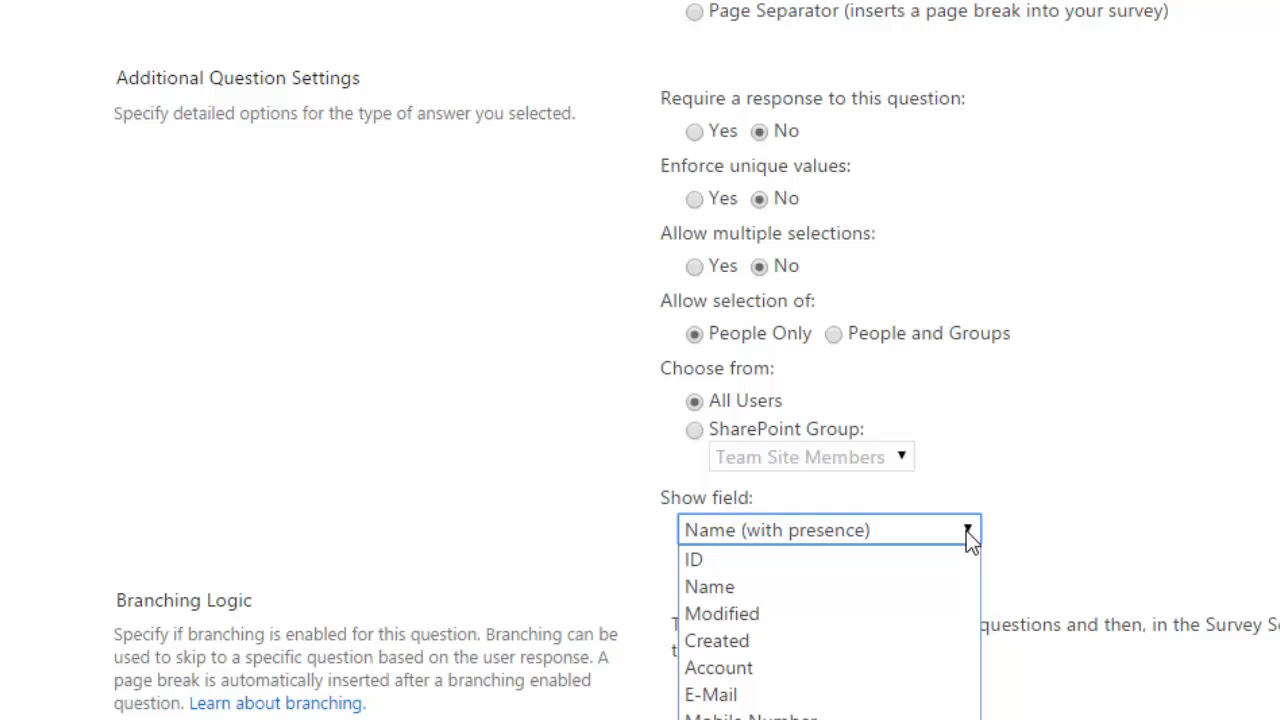 Page Separator (inserts a page break into your survey)
Additional Question Settings
Specify detailed options for the type of answer you selected.
Require a response to this question:
Yes No
Enforce unique values:
Yes No
Allow multiple selections:
Yes No
Allow selection of:
People Only People and Groups
Choose from:
All Users
SharePoint Group:
Team Site Members
Show field:
Name (with presence)
ID
Name
Modified
Created
Account
E-Mail
Mobile Number
Branching Logic
Specify if branching is enabled for this question. Branching can be
used to skip to a specific question based on the user response. A
page break is automatically inserted after a branching enabled
question. Learn about branching.
questions and then, in the Survey